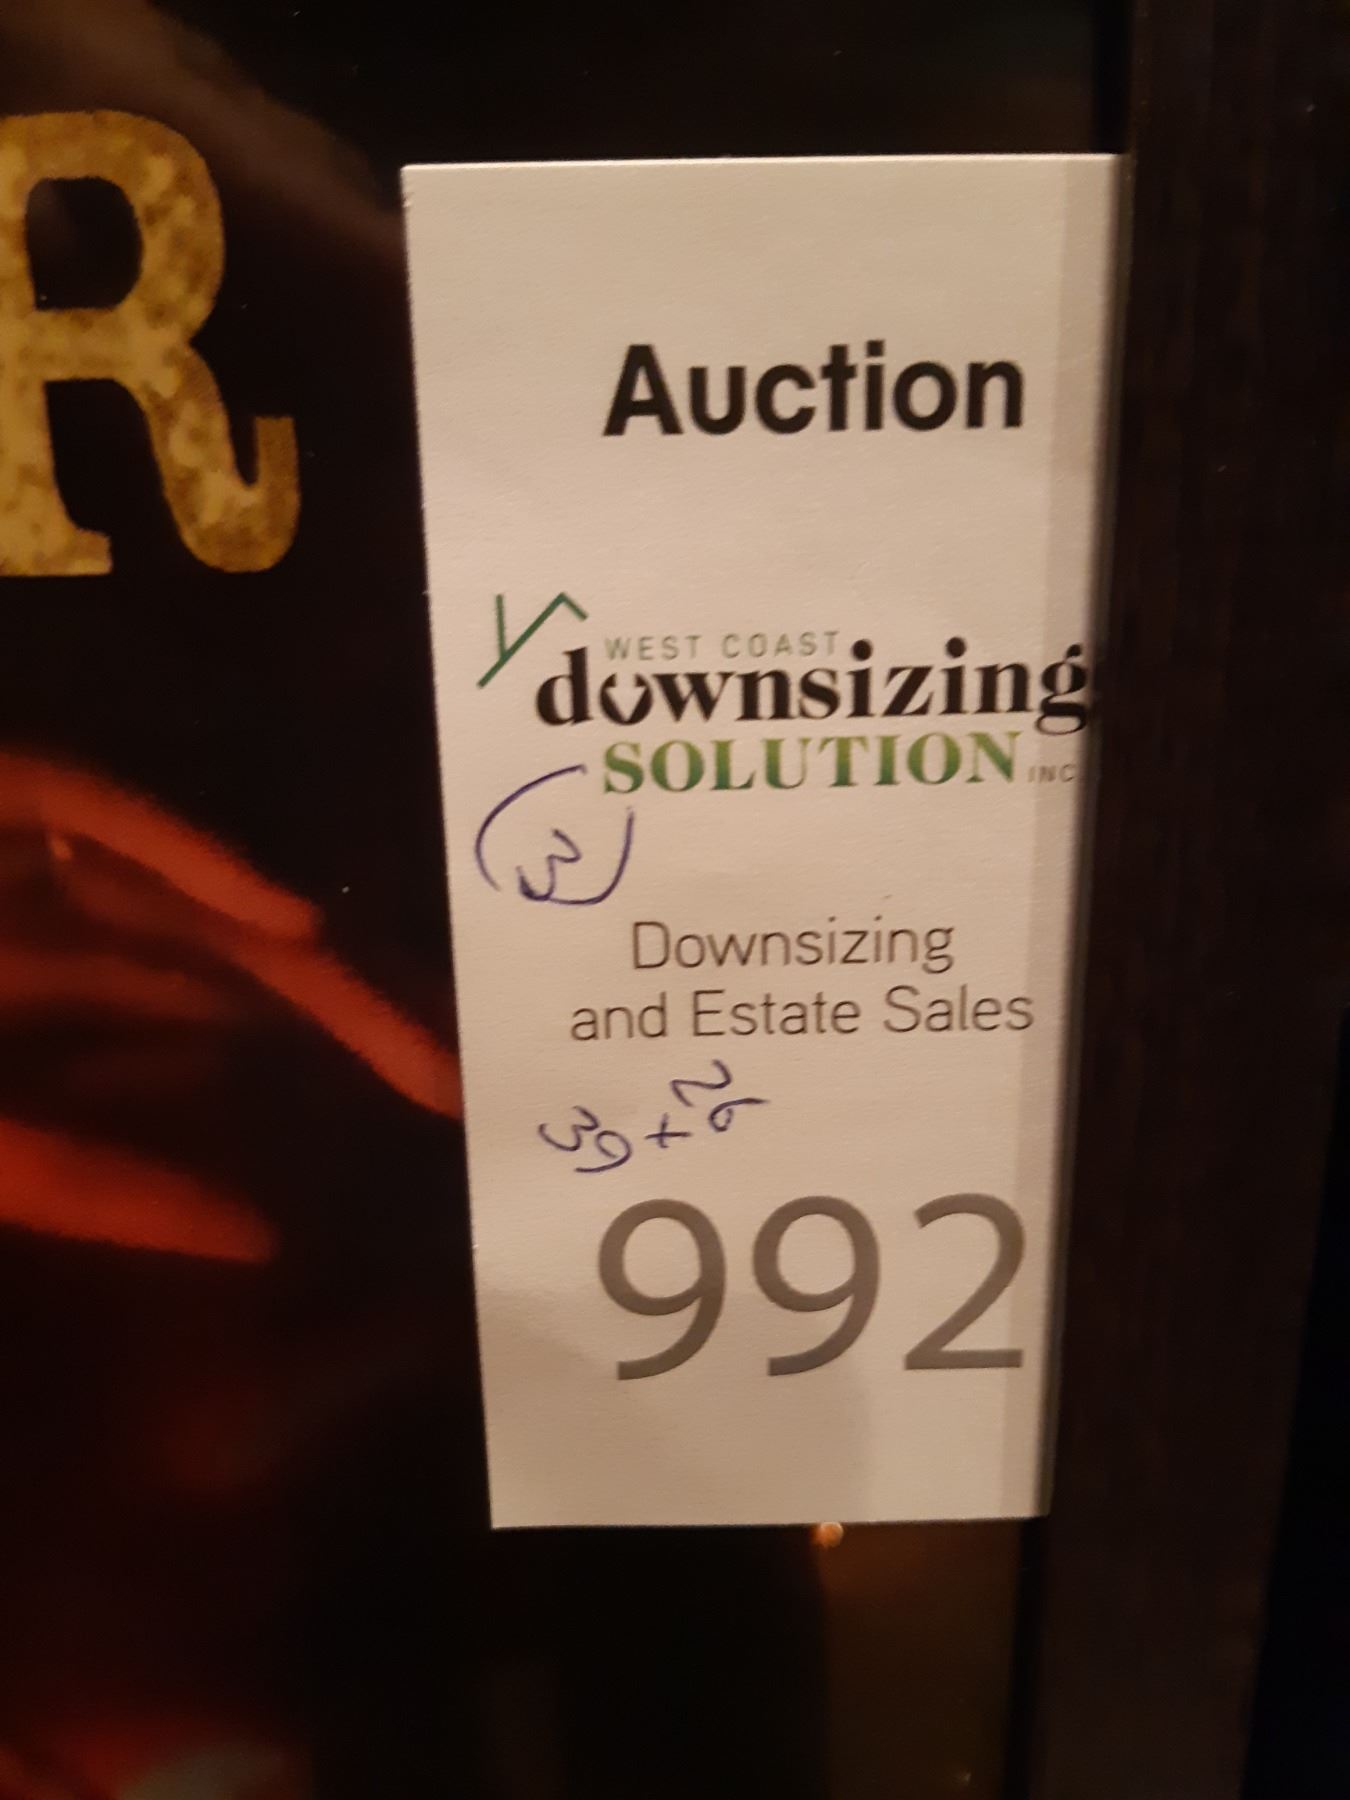 R
Auction
WEST COAST
downsizing
SOLUTION INC
(3)
Downsizing
and Estate Sales
39 + 26
992